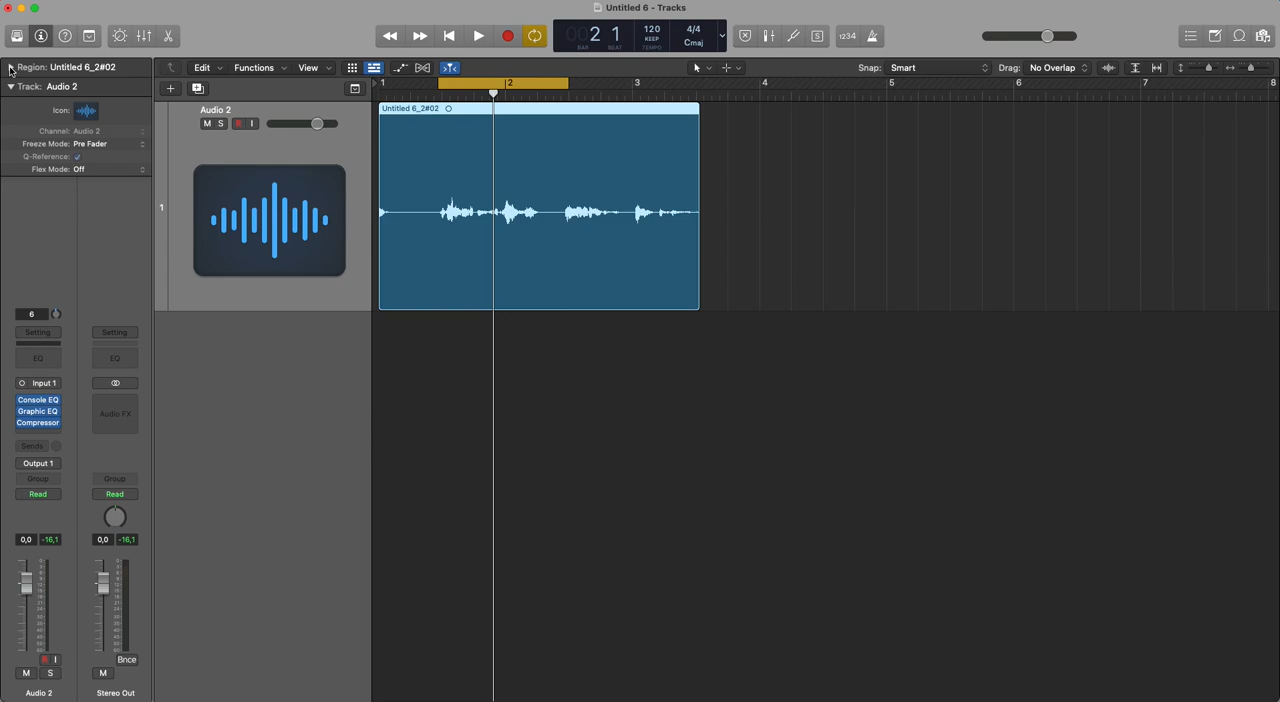 Untitled 6 - Tracks
002 1
BAR BEAT
120
KEEP
TEMPO
4/4
Cmaj
1234
Region: Untitled 6_2#02
Edit Functions View
Snap: Smart
Drag: No Overlap
Track: Audio 2
1 2 3 4 5 6 7 8
Icon:
Channel: Audio 2
Freeze Mode: Pre Fader
Q-Reference:
Flex Mode: Off
Audio 2
M S R I
1
Untitled 6_2#02
6
Setting Setting
EQ EQ
Input 1
Console EQ
Graphic EQ
Compressor
Audio FX
Sends
Output 1
Group Group
Read Read
0,0 -16,1 0,0 -16,1
R I Bnce
M S M
Audio 2 Stereo Out